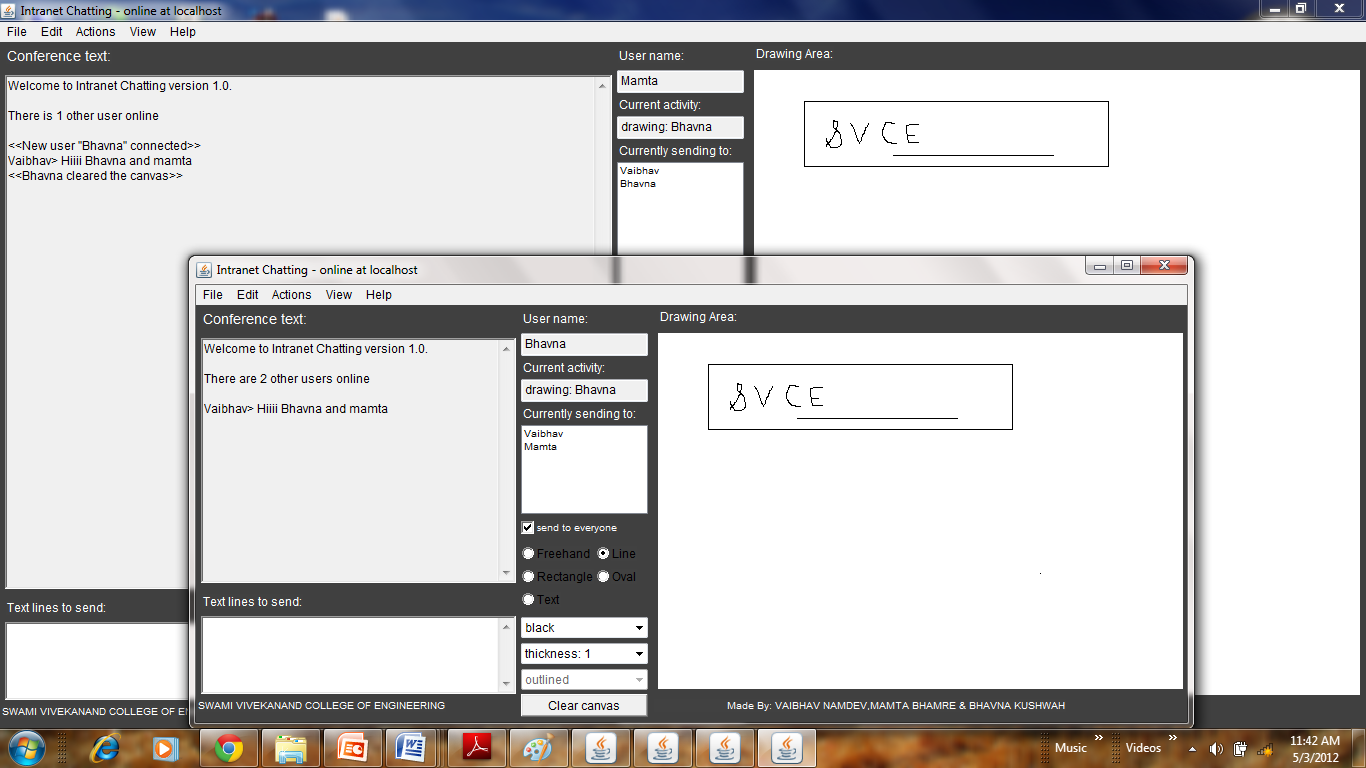 Intranet Chatting - online at localhost
File Edit Actions View Help
Conference text:
Welcome to Intranet Chatting version 1.0.
There is 1 other user online
<<New user "Bhavna" connected>>
Vaibhav> Hiiii Bhavna and mamta
<<Bhavna cleared the canvas>>
Text lines to send:
SWAMI VIVEKANAND COLLEGE OF EN
User name:
Mamta
Current activity:
drawing: Bhavna
Currently sending to:
Vaibhav
Bhavna
Drawing Area:
S V C E
Intranet Chatting - online at localhost
File Edit Actions View Help
Conference text:
Welcome to Intranet Chatting version 1.0.
There are 2 other users online
Vaibhav> Hiiii Bhavna and mamta
Text lines to send:
User name:
Bhavna
Current activity:
drawing: Bhavna
Currently sending to:
Vaibhav
Mamta
send to everyone
Freehand Line
Rectangle Oval
Text
black
thickness: 1
outlined
Clear canvas
Drawing Area:
S V C E
SWAMI VIVEKANAND COLLEGE OF ENGINEERING
Made By: VAIBHAV NAMDEV,MAMTA BHAMRE & BHAVNA KUSHWAH
Music »
Videos »
11:42 AM
5/3/2012